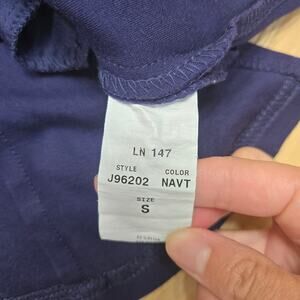 LN 147
STYLE COLOR
J96202 NAVT
SIZE
S